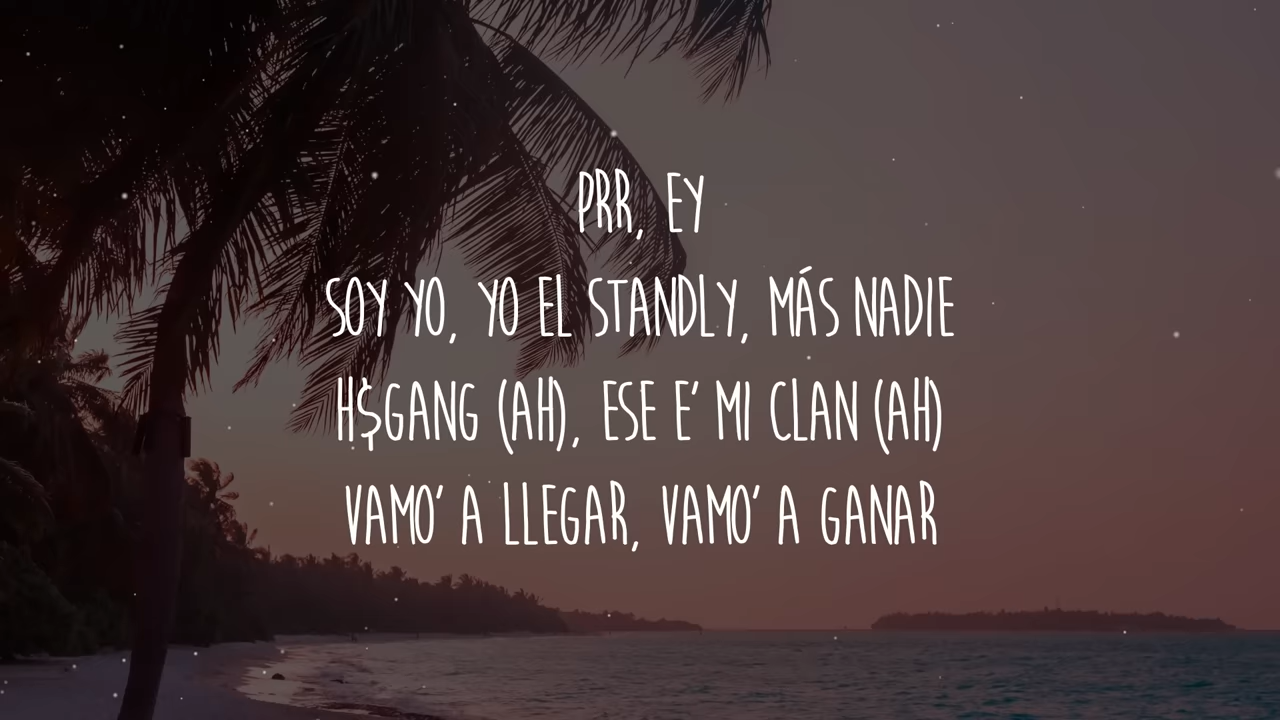 PRR, EY
SOY YO, YO EL STANDLY, MÁS NADIE
H$GANG (AH), ESE E' MI CLAN (AH)
VAMO' A LLEGAR, VAMO' A GANAR